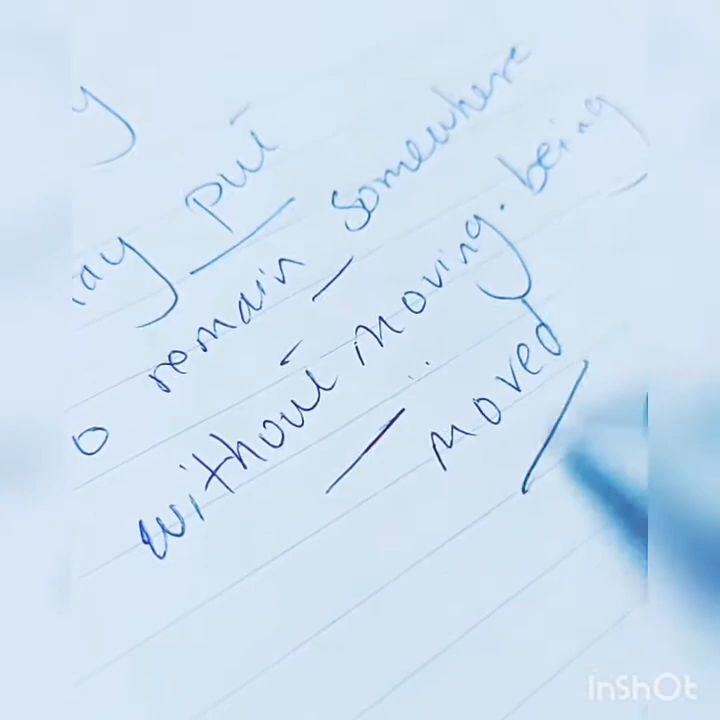 y
ay put
o remain somewhere
without moving. being
moved
InShOt